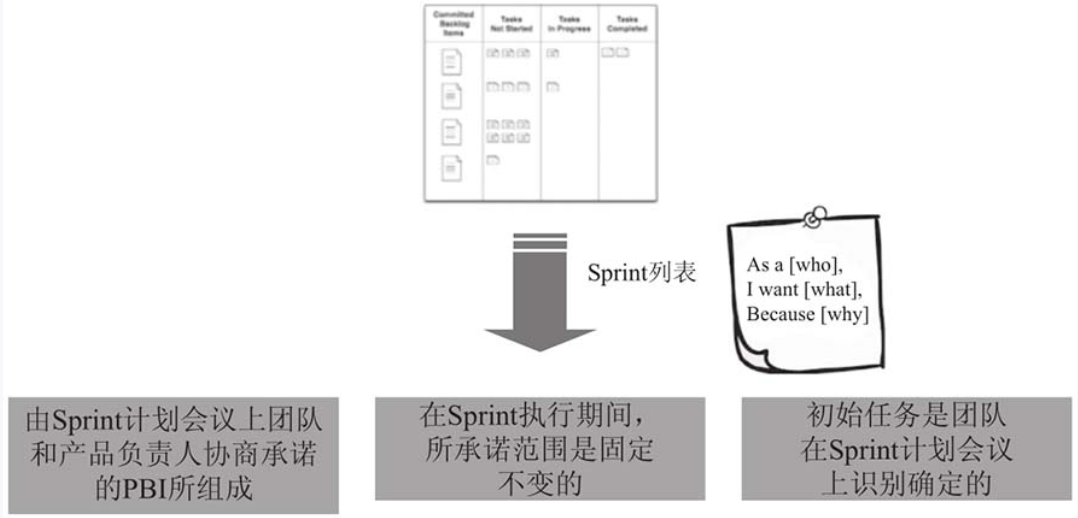 Committed
Backlog
Items
Tasks
Not Started
Tasks
In Progress
Tasks
Completed
Sprint列表
As a [who],
I want [what],
Because [why]
由Sprint计划会议上团队
和产品负责人协商承诺
的PBI所组成
在Sprint执行期间，
所承诺范围是固定
不变的
初始任务是团队
在Sprint计划会议
上识别确定的